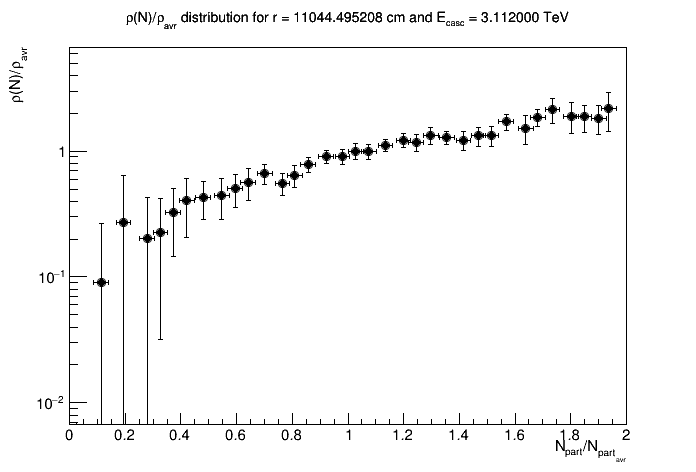 ρ(N)/ρavr distribution for r = 11044.495208 cm and Ecasc = 3.112000 TeV
ρ(N)/ρavr
1
10−1
10−2
0 0.2 0.4 0.6 0.8 1 1.2 1.4 1.6 1.8 2
Npart/Npartavr